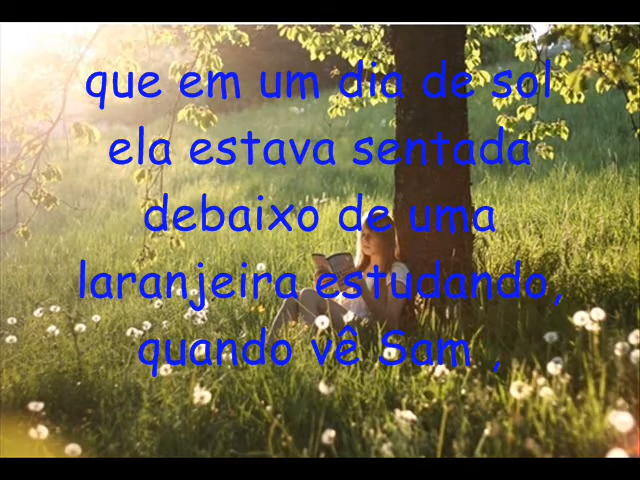 que em um dia de sol
ela estava sentada
debaixo de uma
laranjeira estudando,
quando vê Sam ,